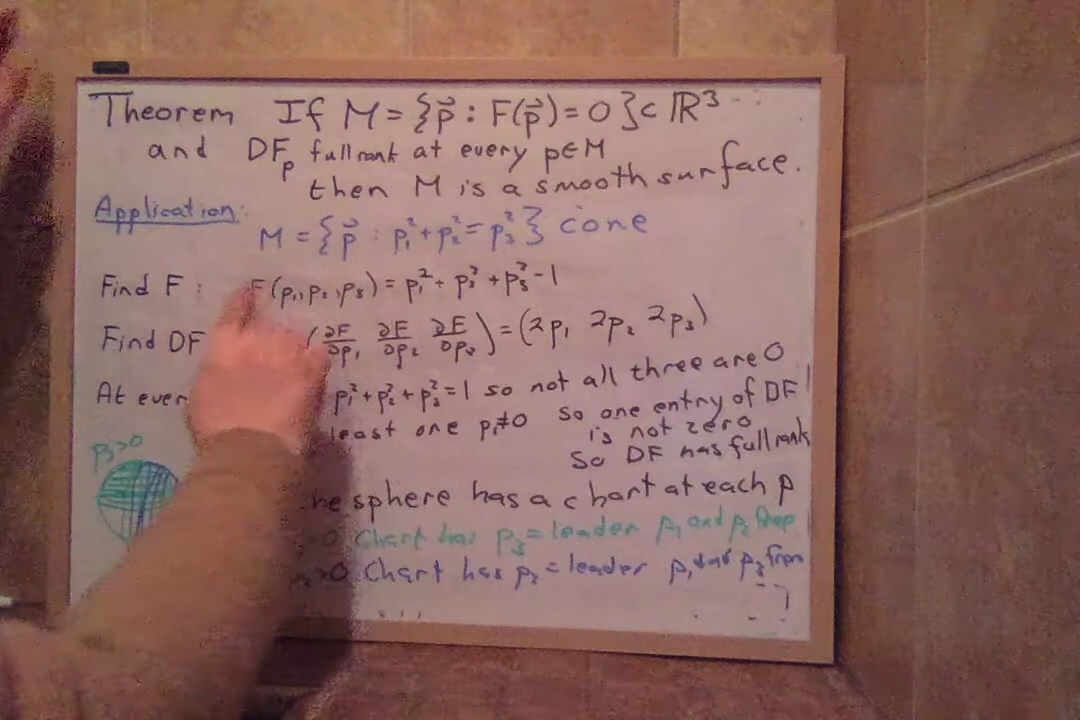 Theorem If M = {p⃗ : F(p⃗) = 0} ⊂ ℝ³
and DFₚ full rank at every p∈M
then M is a smooth surface.
Application:
M = {p⃗ : p₁² + p₂² = p₃²} cone
Find F: F(p₁, p₂, p₃) = p₁² + p₂² + p₃² - 1
Find DF (∂F/∂p₁ ∂F/∂p₂ ∂F/∂p₃) = (2p₁ 2p₂ 2p₃)
At ever p₁² + p₂² + p₃² = 1 so not all three are 0
least one pᵢ ≠ 0 so one entry of DF
is not zero
So DF has full rank
p₃>0
he sphere has a chart at each p
>0 Chart has p₃ = leader p₁ and p₂
>0 Chart has p₂ = leader p₁ and p₃